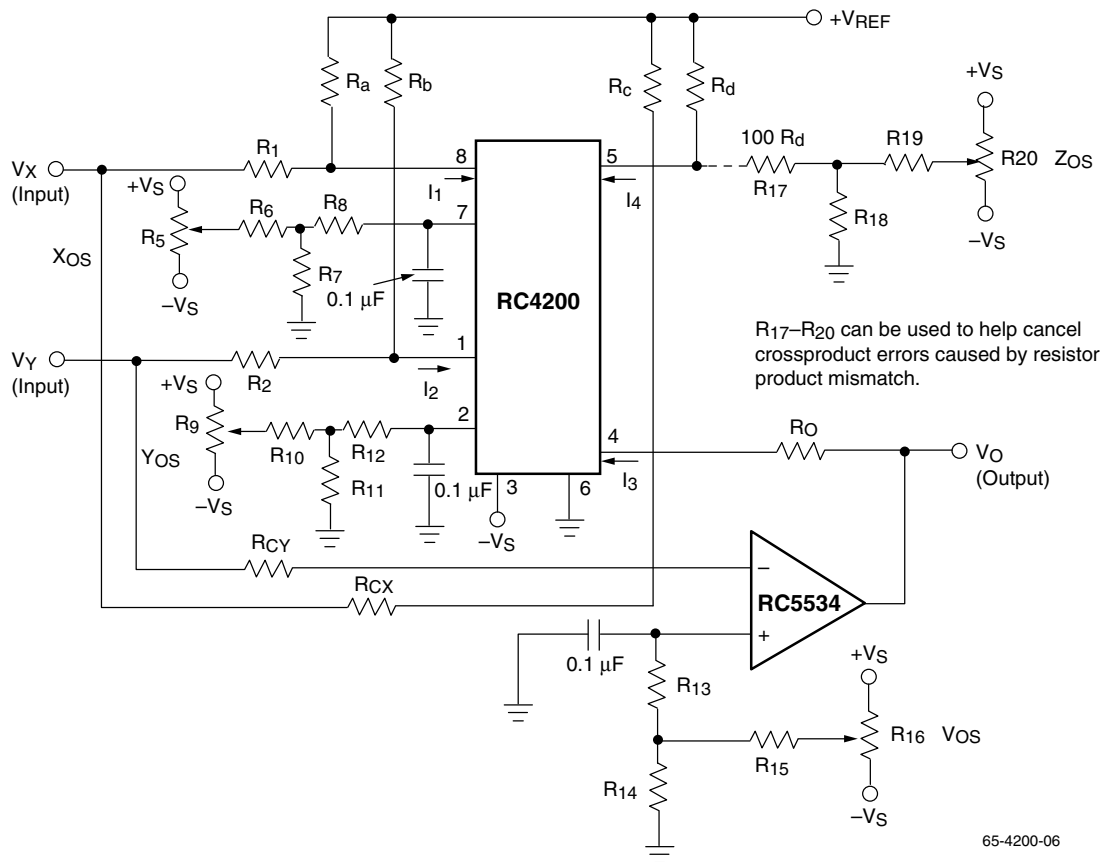 +VREF
Ra
Rb
Rc
Rd
+VS
R1
8
5
100 Rd
R19
R20 ZOS
VX
(Input)
I1
I4
R17
+VS
R6
R8
7
R18
−VS
R5
XOS
R7
−VS
0.1 µF
RC4200
R17–R20 can be used to help cancel
crossproduct errors caused by resistor
product mismatch.
VY
(Input)
R2
1
I2
+VS
R9
2
RO
4
VO
(Output)
YOS
R10
R12
I3
R11
0.1 µF
3
6
−VS
−VS
RCY
RCX
−
RC5534
+
0.1 µF
+VS
R13
R16 VOS
R15
R14
−VS
65-4200-06